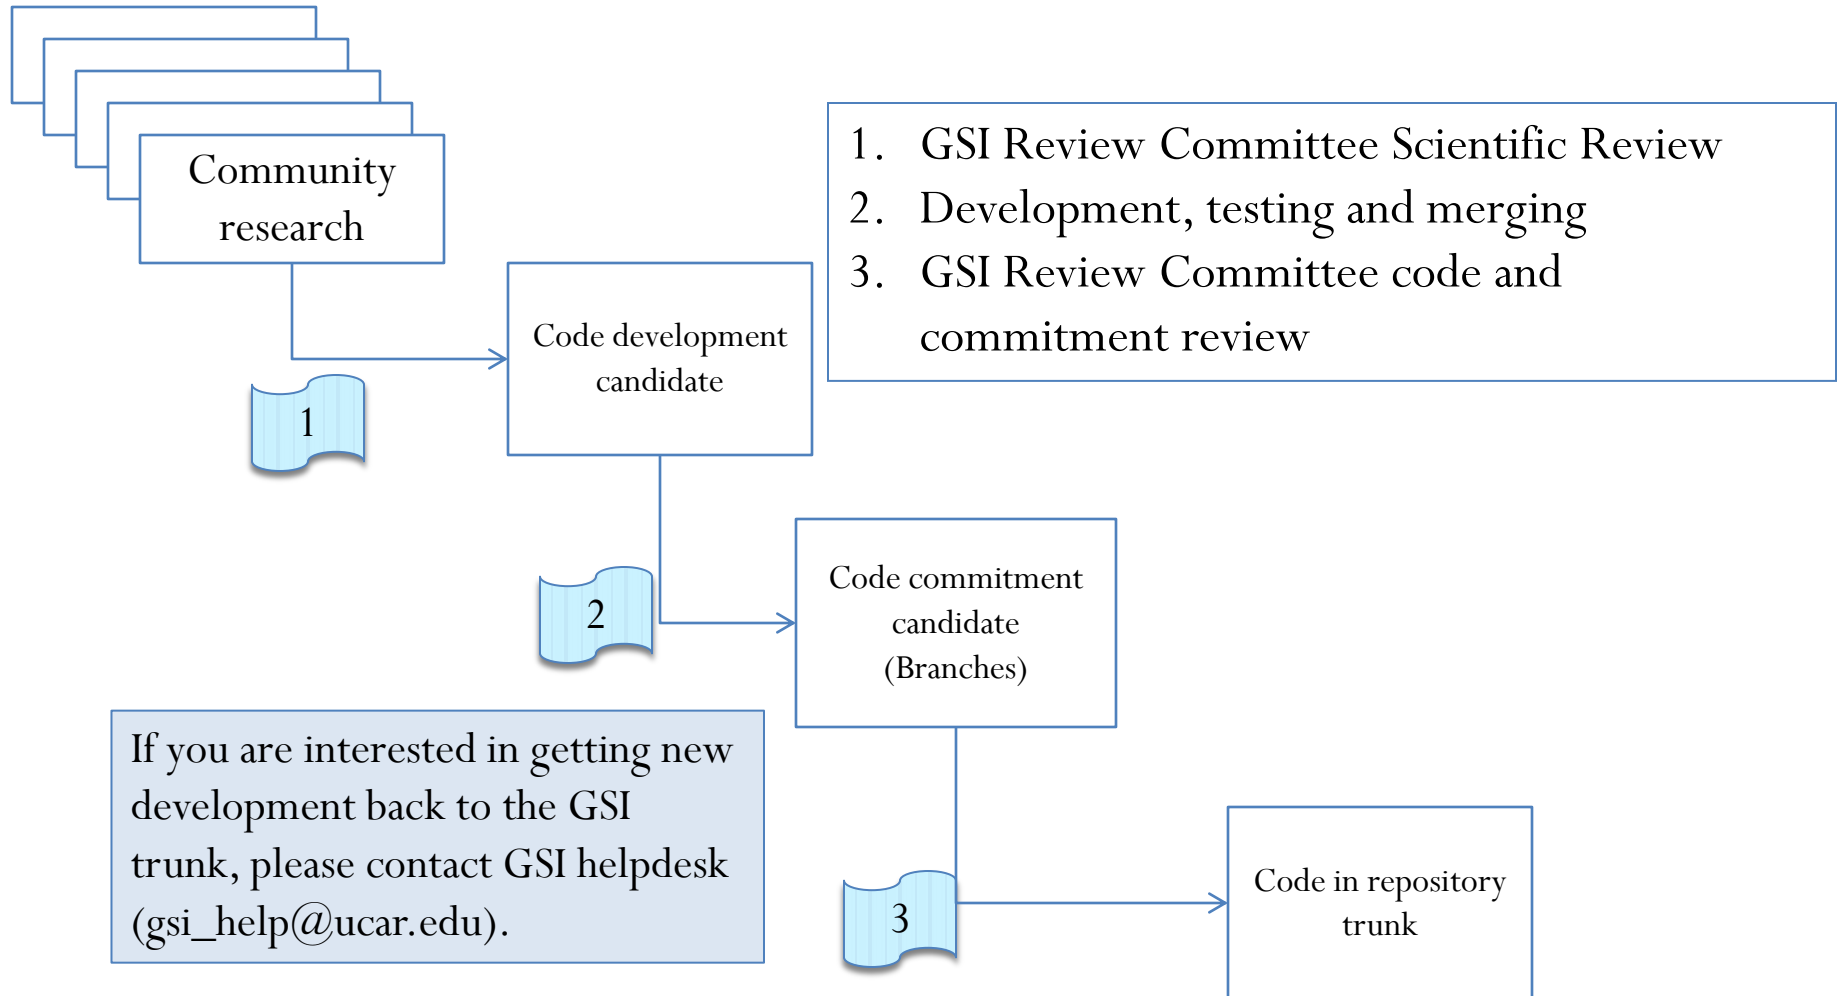 Community
research
1. GSI Review Committee Scientific Review
2. Development, testing and merging
3. GSI Review Committee code and
commitment review
Code development
candidate
1
Code commitment
candidate
(Branches)
2
If you are interested in getting new
development back to the GSI
trunk, please contact GSI helpdesk
(gsi_help@ucar.edu).
3
Code in repository
trunk